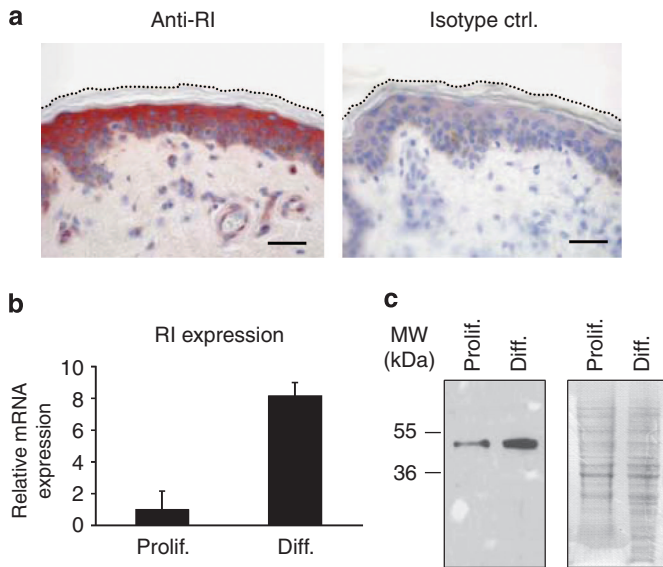 a
Anti-RI
Isotype ctrl.
b
RI expression
Relative mRNA
expression
10
8
6
4
2
0
Prolif.
Diff.
c
MW
(kDa)
Prolif.
Diff.
Prolif.
Diff.
55
36